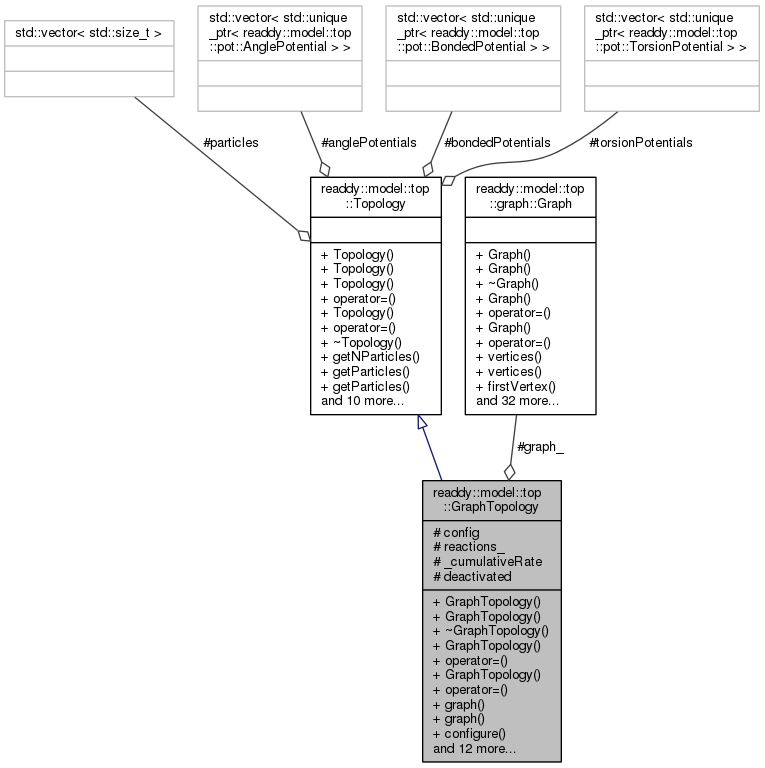 std::vector< std::size_t >
std::vector< std::unique
_ptr< readdy::model::top
::pot::AnglePotential > >
std::vector< std::unique
_ptr< readdy::model::top
::pot::BondedPotential > >
std::vector< std::unique
_ptr< readdy::model::top
::pot::TorsionPotential > >
#particles
#anglePotentials
#bondedPotentials
#torsionPotentials
readdy::model::top
::Topology
+ Topology()
+ Topology()
+ Topology()
+ operator=()
+ Topology()
+ operator=()
+ ~Topology()
+ getNParticles()
+ getParticles()
+ getParticles()
and 10 more...
readdy::model::top
::graph::Graph
+ Graph()
+ Graph()
+ ~Graph()
+ Graph()
+ operator=()
+ Graph()
+ operator=()
+ vertices()
+ vertices()
+ firstVertex()
and 32 more...
#graph_
readdy::model::top
::GraphTopology
# config
# reactions_
# _cumulativeRate
# deactivated
+ GraphTopology()
+ GraphTopology()
+ ~GraphTopology()
+ GraphTopology()
+ operator=()
+ GraphTopology()
+ operator=()
+ graph()
+ graph()
+ configure()
and 12 more...